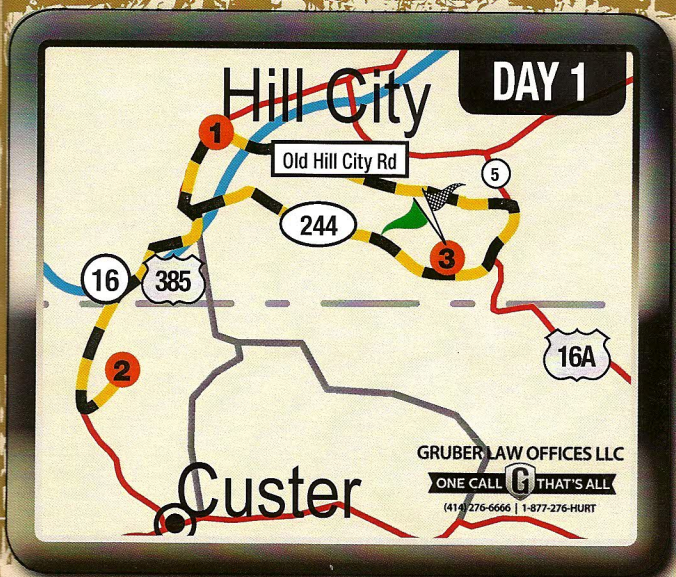 Hill City
DAY 1
1
Old Hill City Rd
5
244
3
16
385
2
16A
GRUBER LAW OFFICES LLC
ONE CALL G THAT'S ALL
(414) 276-6666 | 1-877-276-HURT
Custer